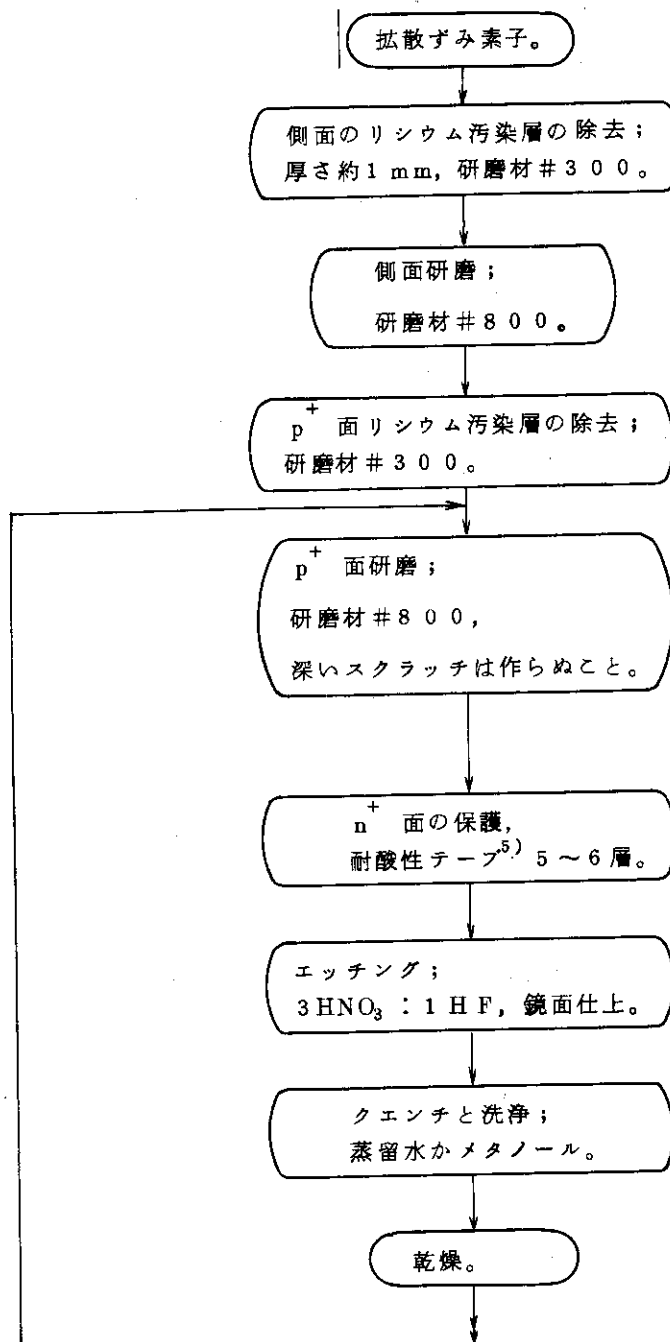 拡散ずみ素子。
側面のリシウム汚染層の除去；
厚さ約1 mm, 研磨材＃300。
側面研磨；
研磨材＃800。
p⁺ 面リシウム汚染層の除去；
研磨材＃300。
p⁺ 面研磨；
研磨材＃800,
深いスクラッチは作らぬこと。
n⁺ 面の保護,
耐酸性テープ⁵⁾ 5～6層。
エッチング；
3HNO₃：1HF, 鏡面仕上。
クエンチと洗浄；
蒸留水かメタノール。
乾燥。